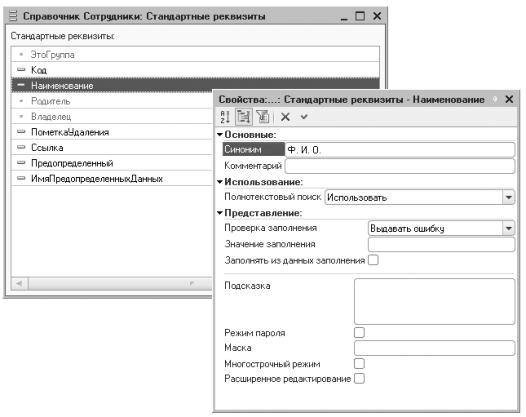 Справочник Сотрудники: Стандартные реквизиты
Стандартные реквизиты:
ЭтоГруппа
Код
Наименование
Родитель
Владелец
ПометкаУдаления
Ссылка
Предопределенный
ИмяПредопределенныхДанных
Свойства:...: Стандартные реквизиты - Наименование
Основные:
Синоним Ф. И. О.
Комментарий
Использование:
Полнотекстовый поиск Использовать
Представление:
Проверка заполнения Выдавать ошибку
Значение заполнения
Заполнять из данных заполнения
Подсказка
Режим пароля
Маска
Многострочный режим
Расширенное редактирование